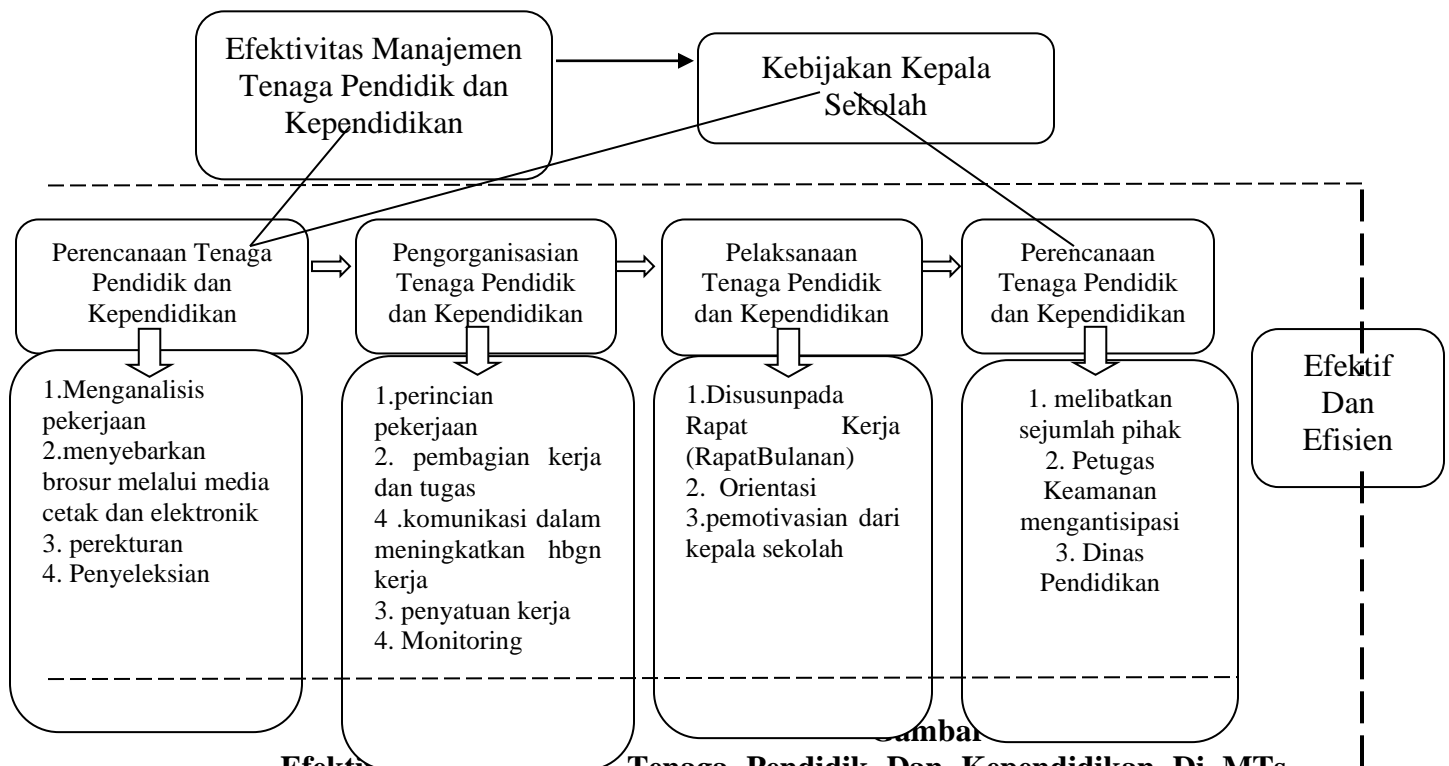 Efektivitas Manajemen
Tenaga Pendidik dan
Kependidikan
Kebijakan Kepala
Sekolah
Perencanaan Tenaga
Pendidik dan
Kependidikan
Pengorganisasian
Tenaga Pendidik
dan Kependidikan
Pelaksanaan
Tenaga Pendidik
dan Kependidikan
Perencanaan
Tenaga Pendidik
dan Kependidikan
1.Menganalisis
pekerjaan
2.menyebarkan
brosur melalui media
cetak dan elektronik
3. perekturan
4. Penyeleksian
1.perincian
pekerjaan
2. pembagian kerja
dan tugas
4 .komunikasi dalam
meningkatkan hbgn
kerja
3. penyatuan kerja
4. Monitoring
1.Disusunpada
Rapat Kerja
(RapatBulanan)
2. Orientasi
3.pemotivasian dari
kepala sekolah
1. melibatkan
sejumlah pihak
2. Petugas
Keamanan
mengantisipasi
3. Dinas
Pendidikan
Efektif
Dan
Efisien
Gambar
Tenaga Pendidik Dan Kependidikan Di MTs